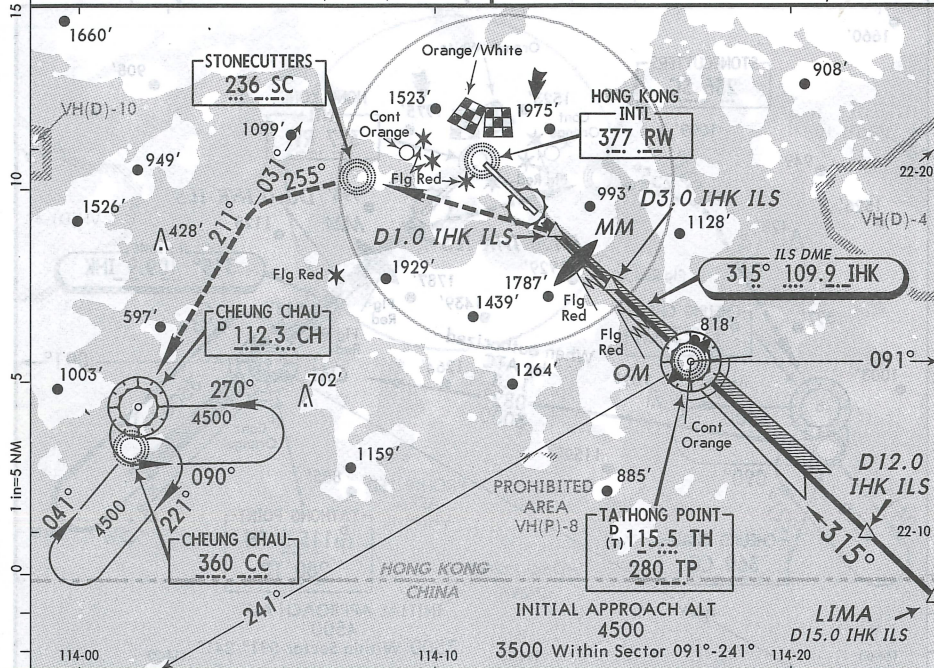 15
1660'
VH(D)-10
STONECUTTERS
236 SC
Orange/White
908'
1523'
1975'
HONG KONG
INTL
377 RW
Cont
Orange
1099'
949'
031°
255°
Flg Red
993'
D3.0 IHK ILS
22-20
10
1526'
211°
428'
D1.0 IHK ILS
MM
1128'
VH(D)-4
Flg Red
1929'
ILS DME
315° 109.9 IHK
1787'
1439'
Flg
Red
597'
CHEUNG CHAU
D 112.3 CH
Flg
Red
818'
OM
091°
5
1003'
270°
4500
702'
1264'
Cont
Orange
1 in=5 NM
090°
1159'
885'
D12.0
IHK ILS
041°
4500
221°
PROHIBITED
AREA
VH(P)-8
TATHONG POINT
D
(T) 115.5 TH
280 TP
315°
22-10
CHEUNG CHAU
360 CC
0
HONG KONG
CHINA
241°
INITIAL APPROACH ALT
4500
3500 Within Sector 091°-241°
LIMA
D15.0 IHK ILS
114-00
114-10
114-20